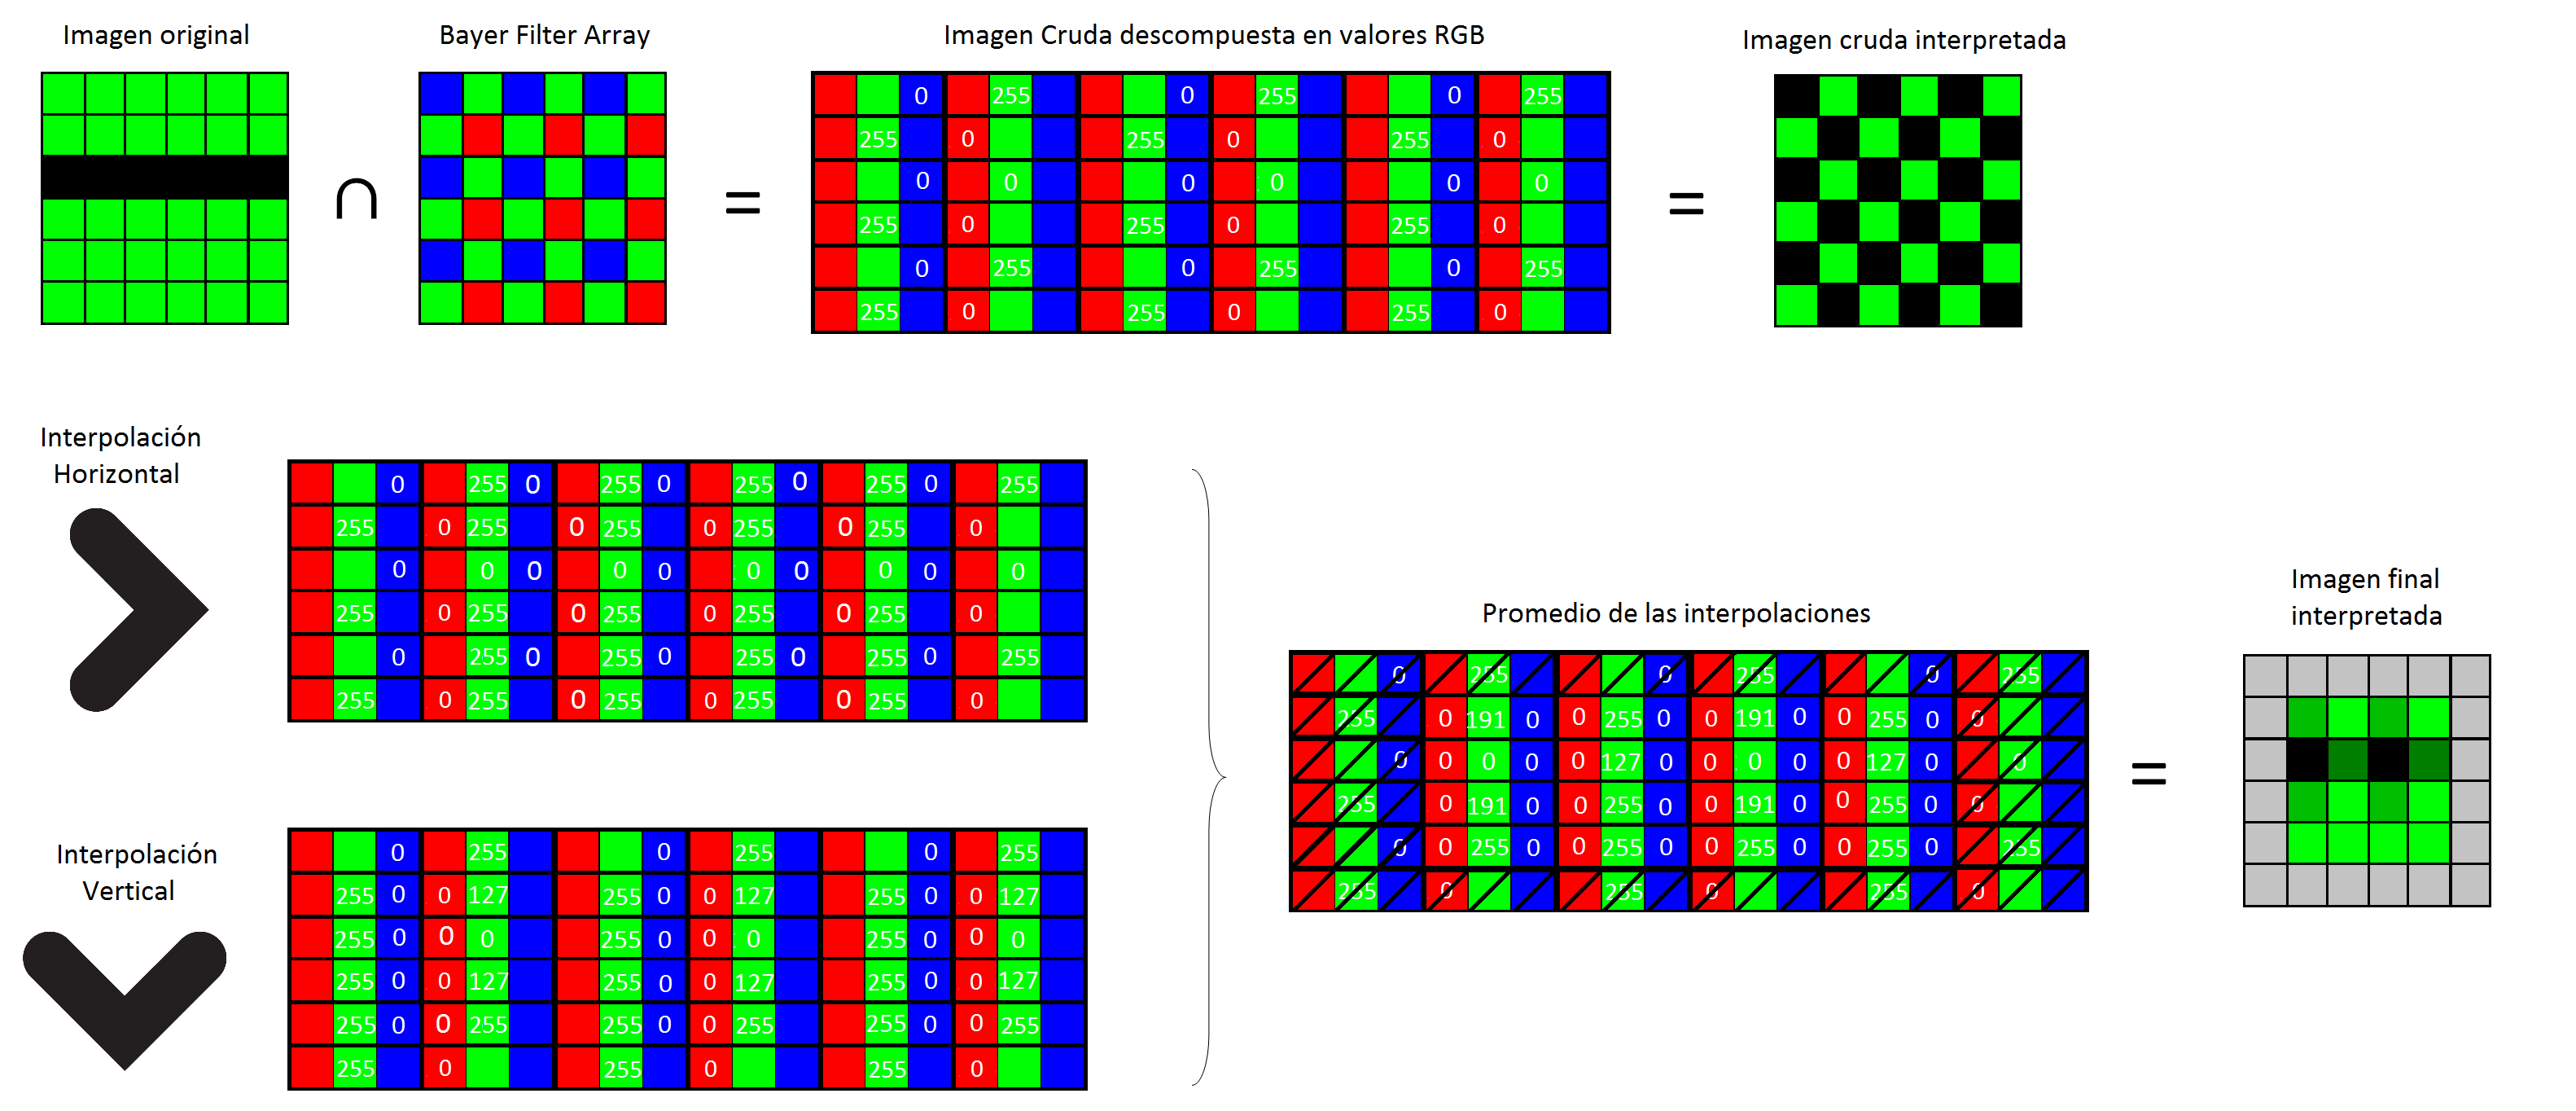 Imagen original
Bayer Filter Array
Imagen Cruda descompuesta en valores RGB
Imagen cruda interpretada
∩
=
=
0 255 0 255 0 255
255 0 255 0 255 0
0 0 0 0 0 0
255 0 255 0 255 0
0 255 0 255 0 255
255 0 255 0 255 0
Interpolación
Horizontal
0 255 0 255 0 255 0 255 0 255
255 0 255 0 255 0 255 0 255 0
0 0 0 0 0 0 0 0 0 0
255 0 255 0 255 0 255 0 255 0
0 255 0 255 0 255 0 255 0 255
255 0 255 0 255 0 255 0 255 0
Interpolación
Vertical
0 255 0 255 0 255
255 0 0 127 255 0 0 127 255 0 0 127
255 0 0 0 255 0 0 0 255 0 0 0
255 0 0 127 255 0 0 127 255 0 0 127
255 0 0 255 255 0 0 255 255 0 0 255
255 0 255 0 255 0
Promedio de las interpolaciones
0 255 0 255 0 255
255 0 191 0 0 255 0 0 191 0 0 255 0 0
0 0 0 0 0 127 0 0 0 0 0 127 0 0
255 0 191 0 0 255 0 0 191 0 0 255 0 0
0 0 255 0 0 255 0 0 255 0 0 255 0 255
255 0 255 0 255 0
=
Imagen final
interpretada